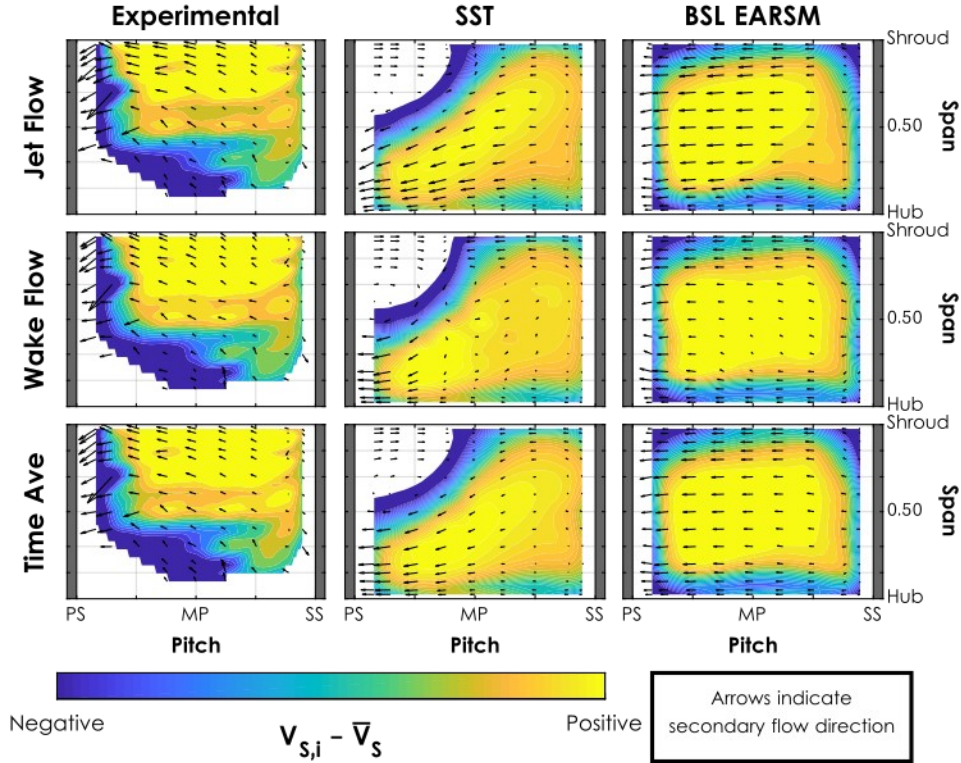 Experimental SST BSL EARSM
Shroud
Jet Flow
0.50
Span
Hub
Shroud
Wake Flow
0.50
Hub
Shroud
Time Ave
0.50
Span
Hub
PS MP SS PS MP SS PS MP SS
Pitch Pitch Pitch
Negative Positive
V_{S,i} - V̅_S
Arrows indicate
secondary flow direction